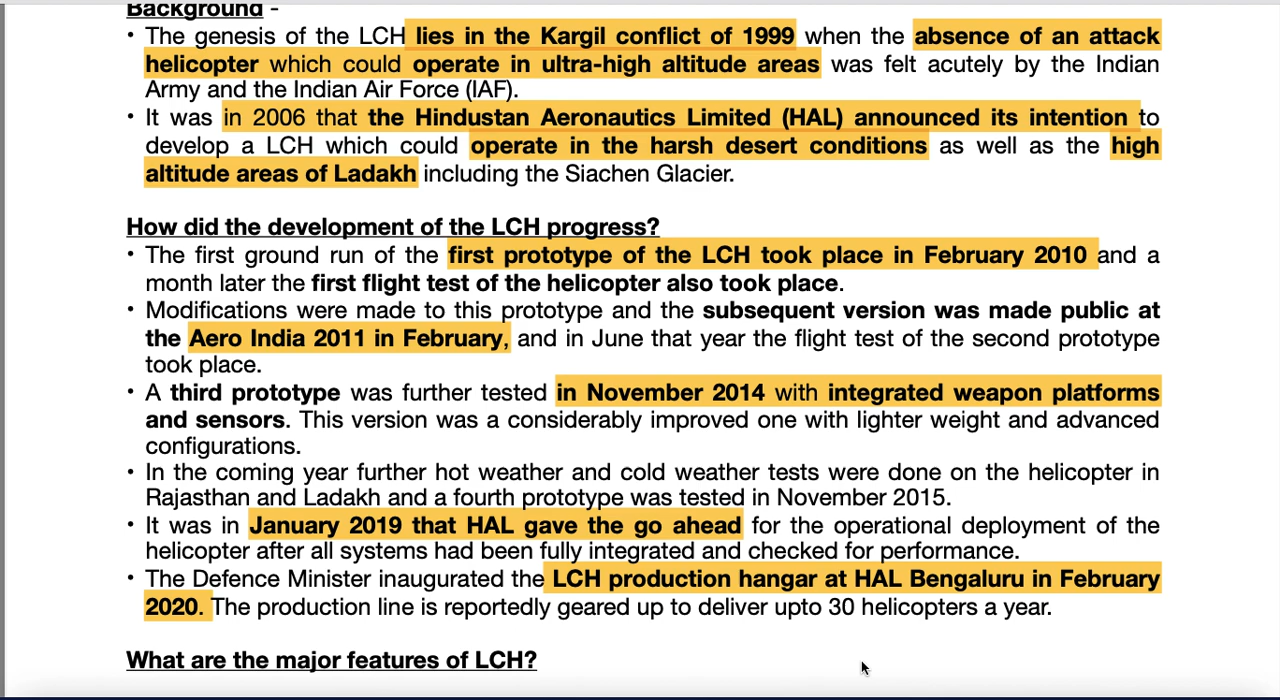 Background -
• The genesis of the LCH lies in the Kargil conflict of 1999 when the absence of an attack
helicopter which could operate in ultra-high altitude areas was felt acutely by the Indian
Army and the Indian Air Force (IAF).
• It was in 2006 that the Hindustan Aeronautics Limited (HAL) announced its intention to
develop a LCH which could operate in the harsh desert conditions as well as the high
altitude areas of Ladakh including the Siachen Glacier.
How did the development of the LCH progress?
• The first ground run of the first prototype of the LCH took place in February 2010 and a
month later the first flight test of the helicopter also took place.
• Modifications were made to this prototype and the subsequent version was made public at
the Aero India 2011 in February, and in June that year the flight test of the second prototype
took place.
• A third prototype was further tested in November 2014 with integrated weapon platforms
and sensors. This version was a considerably improved one with lighter weight and advanced
configurations.
• In the coming year further hot weather and cold weather tests were done on the helicopter in
Rajasthan and Ladakh and a fourth prototype was tested in November 2015.
• It was in January 2019 that HAL gave the go ahead for the operational deployment of the
helicopter after all systems had been fully integrated and checked for performance.
• The Defence Minister inaugurated the LCH production hangar at HAL Bengaluru in February
2020. The production line is reportedly geared up to deliver upto 30 helicopters a year.
What are the major features of LCH?